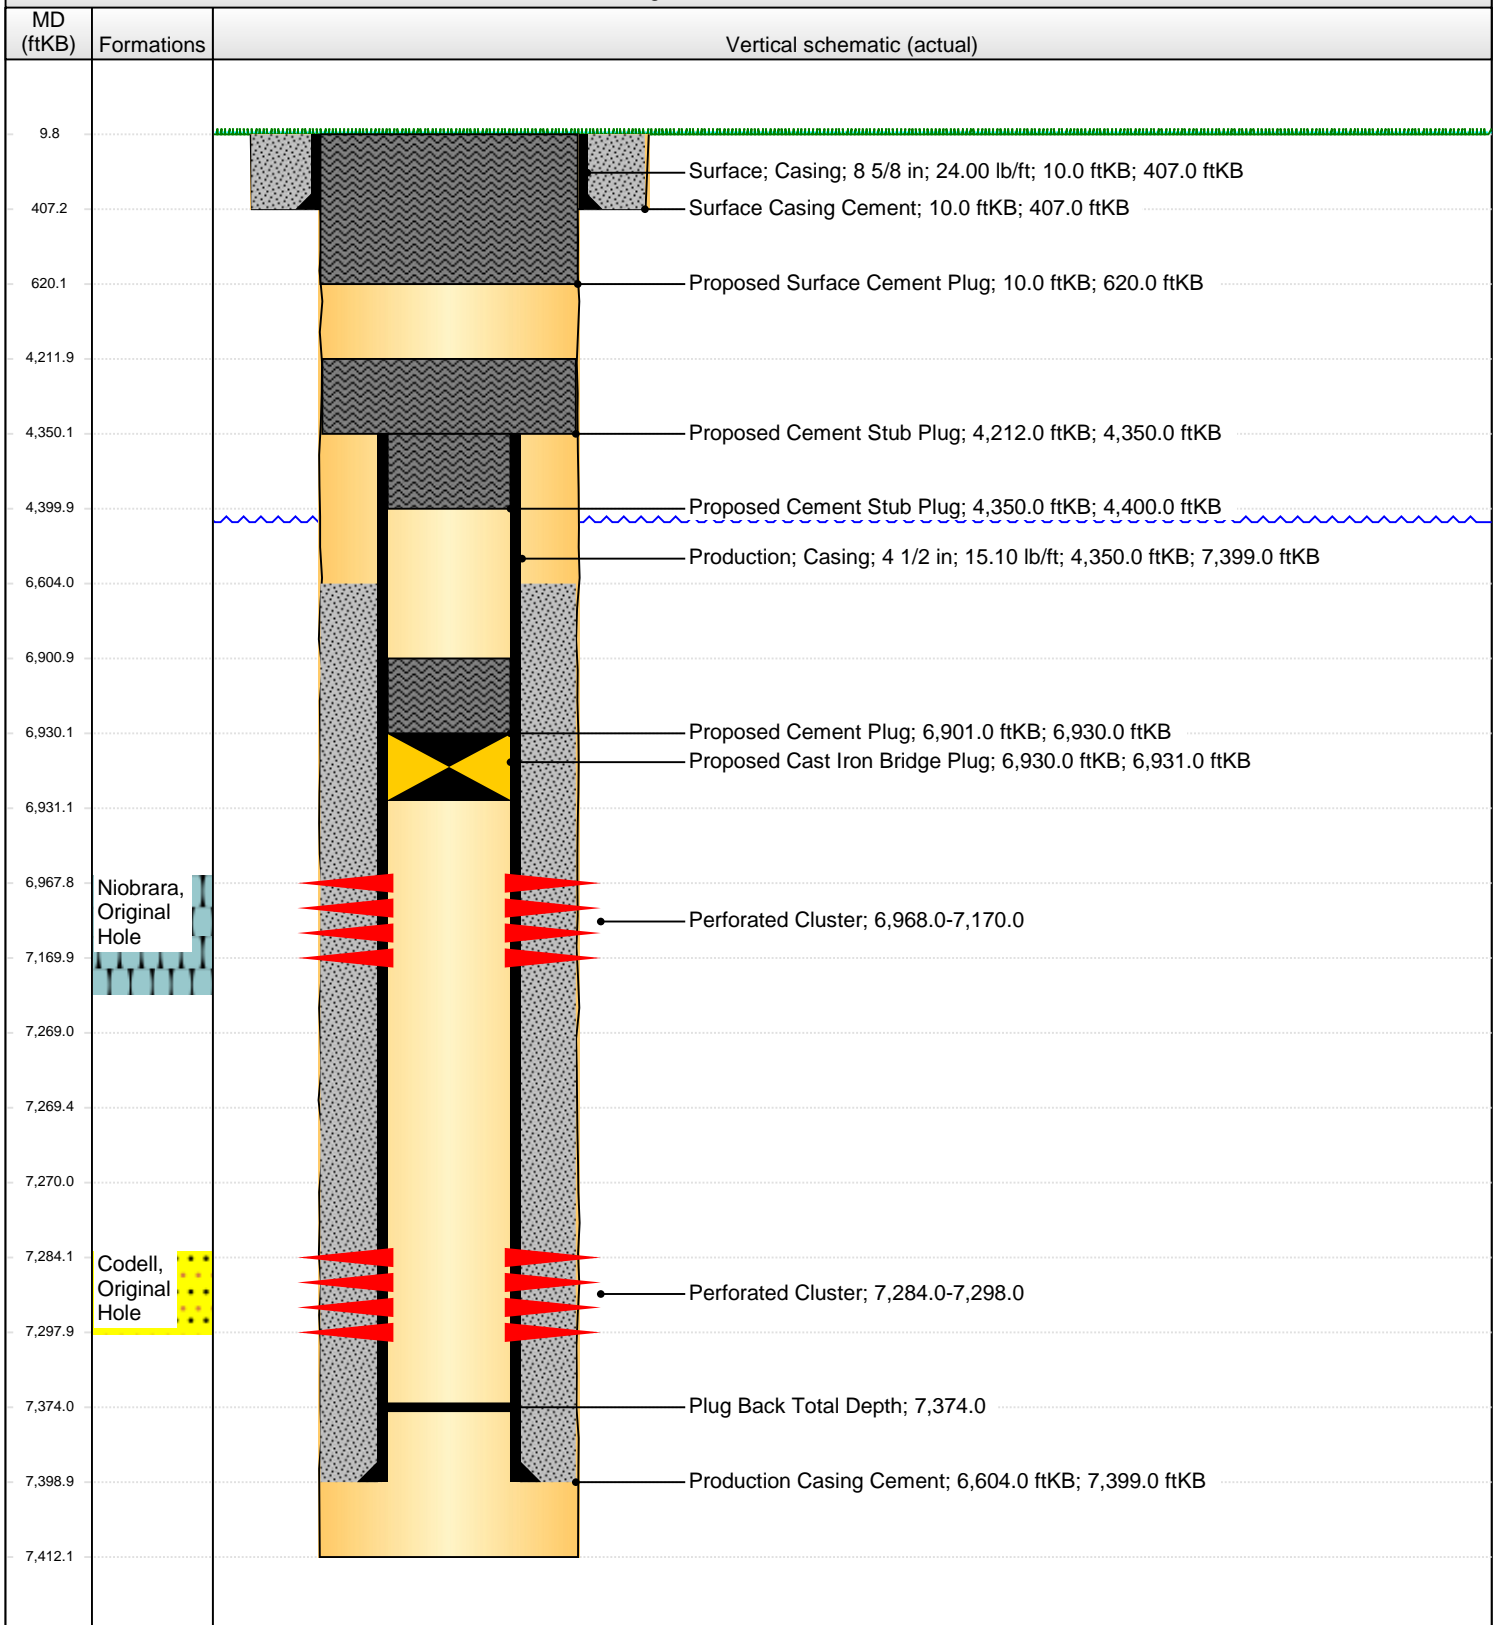 MD
(ftKB)
Formations
Vertical schematic (actual)
9.8
Surface; Casing; 8 5/8 in; 24.00 lb/ft; 10.0 ftKB; 407.0 ftKB
407.2
Surface Casing Cement; 10.0 ftKB; 407.0 ftKB
620.1
Proposed Surface Cement Plug; 10.0 ftKB; 620.0 ftKB
4,211.9
4,350.1
Proposed Cement Stub Plug; 4,212.0 ftKB; 4,350.0 ftKB
4,399.9
Proposed Cement Stub Plug; 4,350.0 ftKB; 4,400.0 ftKB
Production; Casing; 4 1/2 in; 15.10 lb/ft; 4,350.0 ftKB; 7,399.0 ftKB
6,604.0
6,900.9
6,930.1
Proposed Cement Plug; 6,901.0 ftKB; 6,930.0 ftKB
Proposed Cast Iron Bridge Plug; 6,930.0 ftKB; 6,931.0 ftKB
6,931.1
6,967.8
Niobrara,
Original
Hole
Perforated Cluster; 6,968.0-7,170.0
7,169.9
7,269.0
7,269.4
7,270.0
7,284.1
Codell,
Original
Hole
Perforated Cluster; 7,284.0-7,298.0
7,297.9
7,374.0
Plug Back Total Depth; 7,374.0
7,398.9
Production Casing Cement; 6,604.0 ftKB; 7,399.0 ftKB
7,412.1